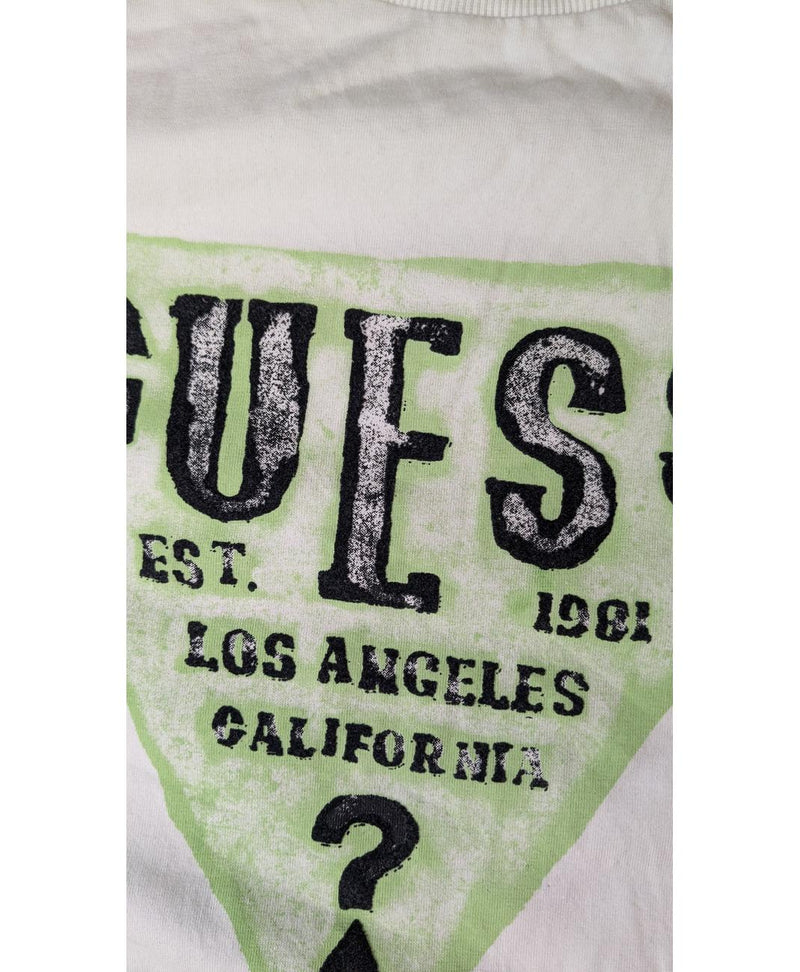 GUESS
EST. 1981
LOS ANGELES
CALIFORNIA
?